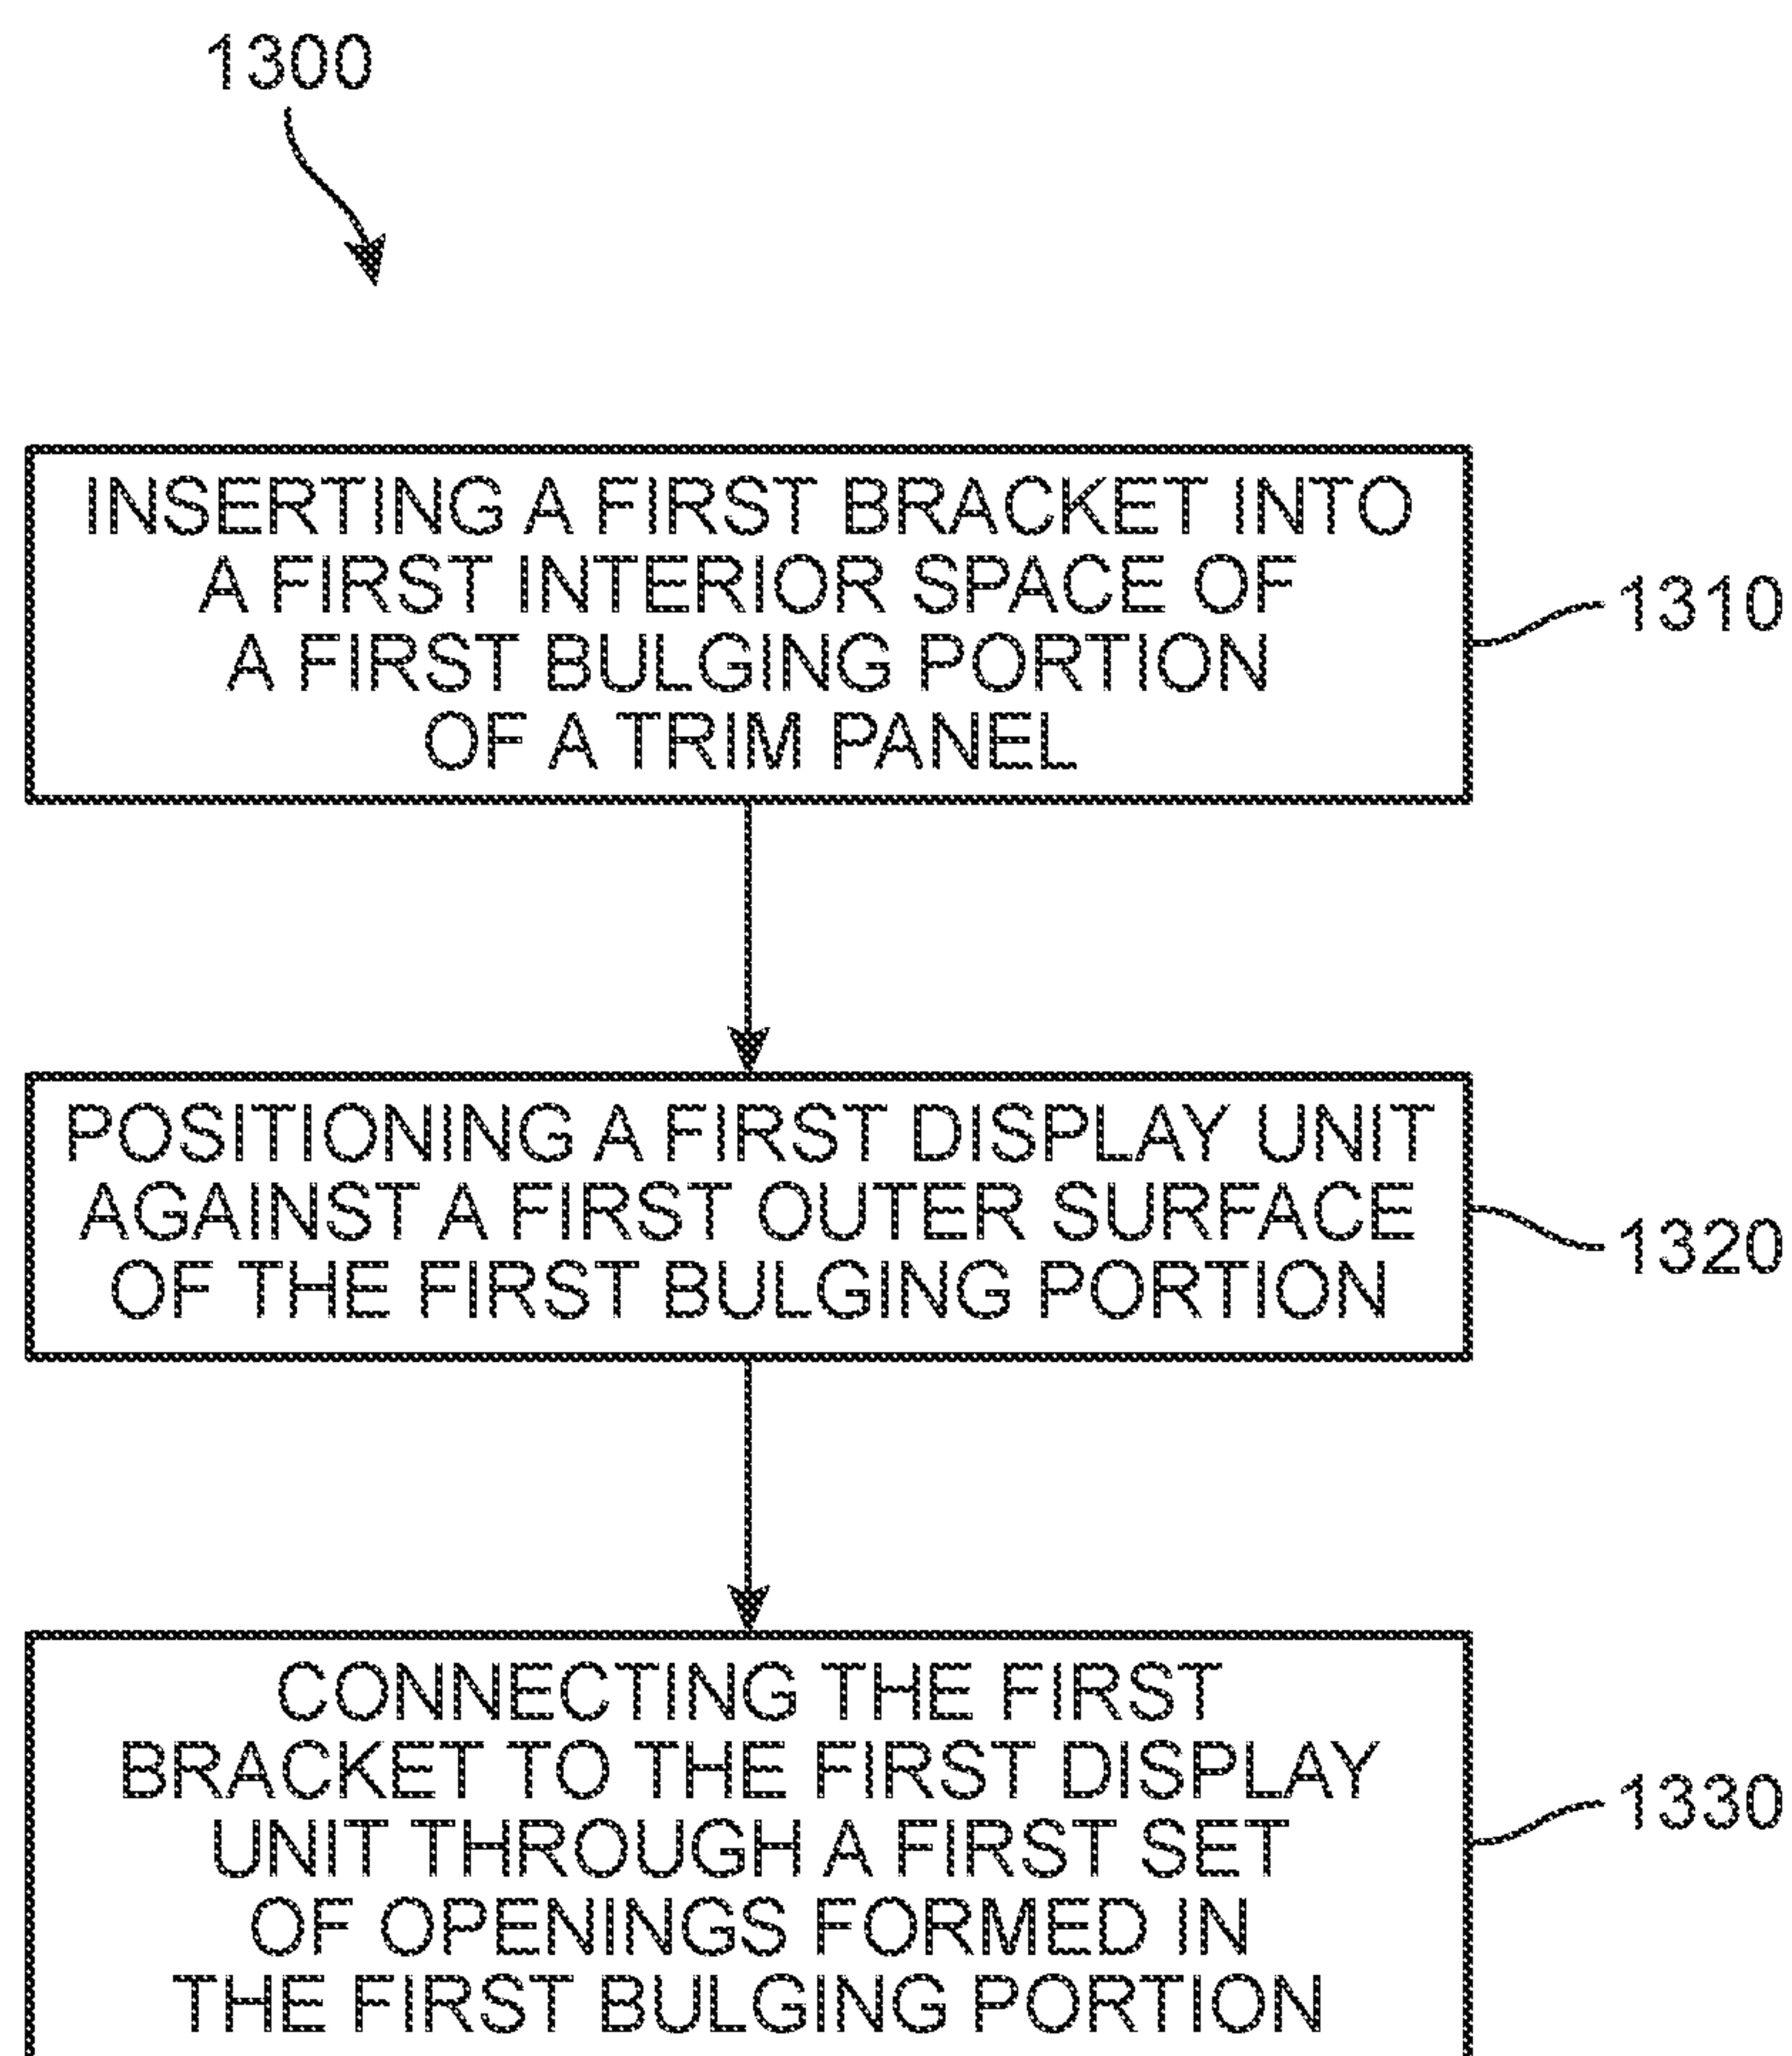 1300
INSERTING A FIRST BRACKET INTO
A FIRST INTERIOR SPACE OF
A FIRST BULGING PORTION
OF A TRIM PANEL
1310
POSITIONING A FIRST DISPLAY UNIT
AGAINST A FIRST OUTER SURFACE
OF THE FIRST BULGING PORTION
1320
CONNECTING THE FIRST
BRACKET TO THE FIRST DISPLAY
UNIT THROUGH A FIRST SET
OF OPENINGS FORMED IN
THE FIRST BULGING PORTION
1330